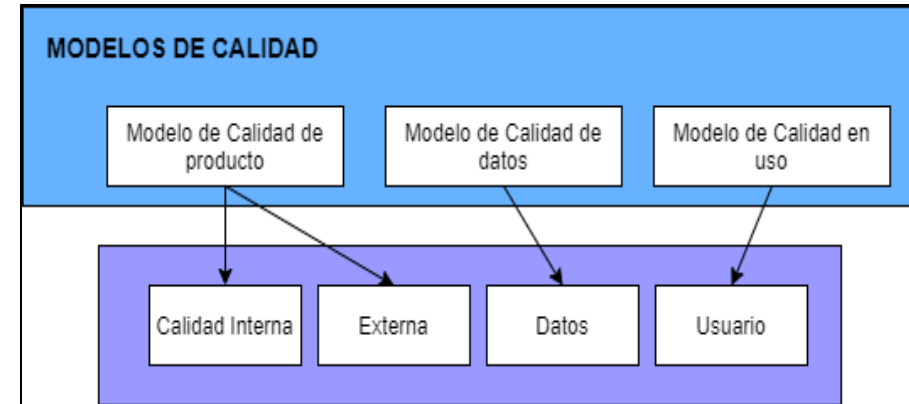 MODELOS DE CALIDAD
Modelo de Calidad de
producto
Modelo de Calidad de
datos
Modelo de Calidad en
uso
Calidad Interna
Externa
Datos
Usuario